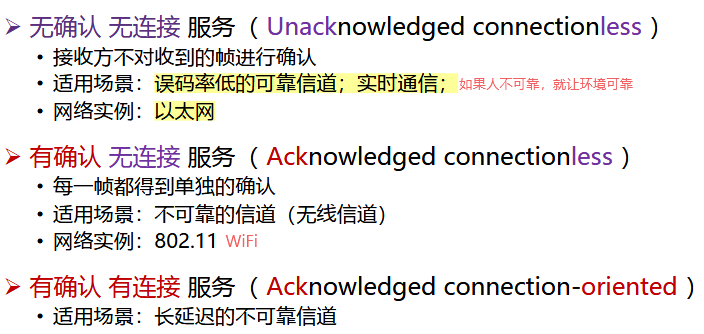 ➢ 无确认 无连接 服务（ Unacknowledged connectionless ）
• 接收方不对收到的帧进行确认
• 适用场景：误码率低的可靠信道；实时通信； 如果人不可靠，就让环境可靠
• 网络实例：以太网
➢ 有确认 无连接 服务（ Acknowledged connectionless ）
• 每一帧都得到单独的确认
• 适用场景：不可靠的信道（无线信道）
• 网络实例：802.11 WiFi
➢ 有确认 有连接 服务（ Acknowledged connection-oriented ）
• 适用场景：长延迟的不可靠信道